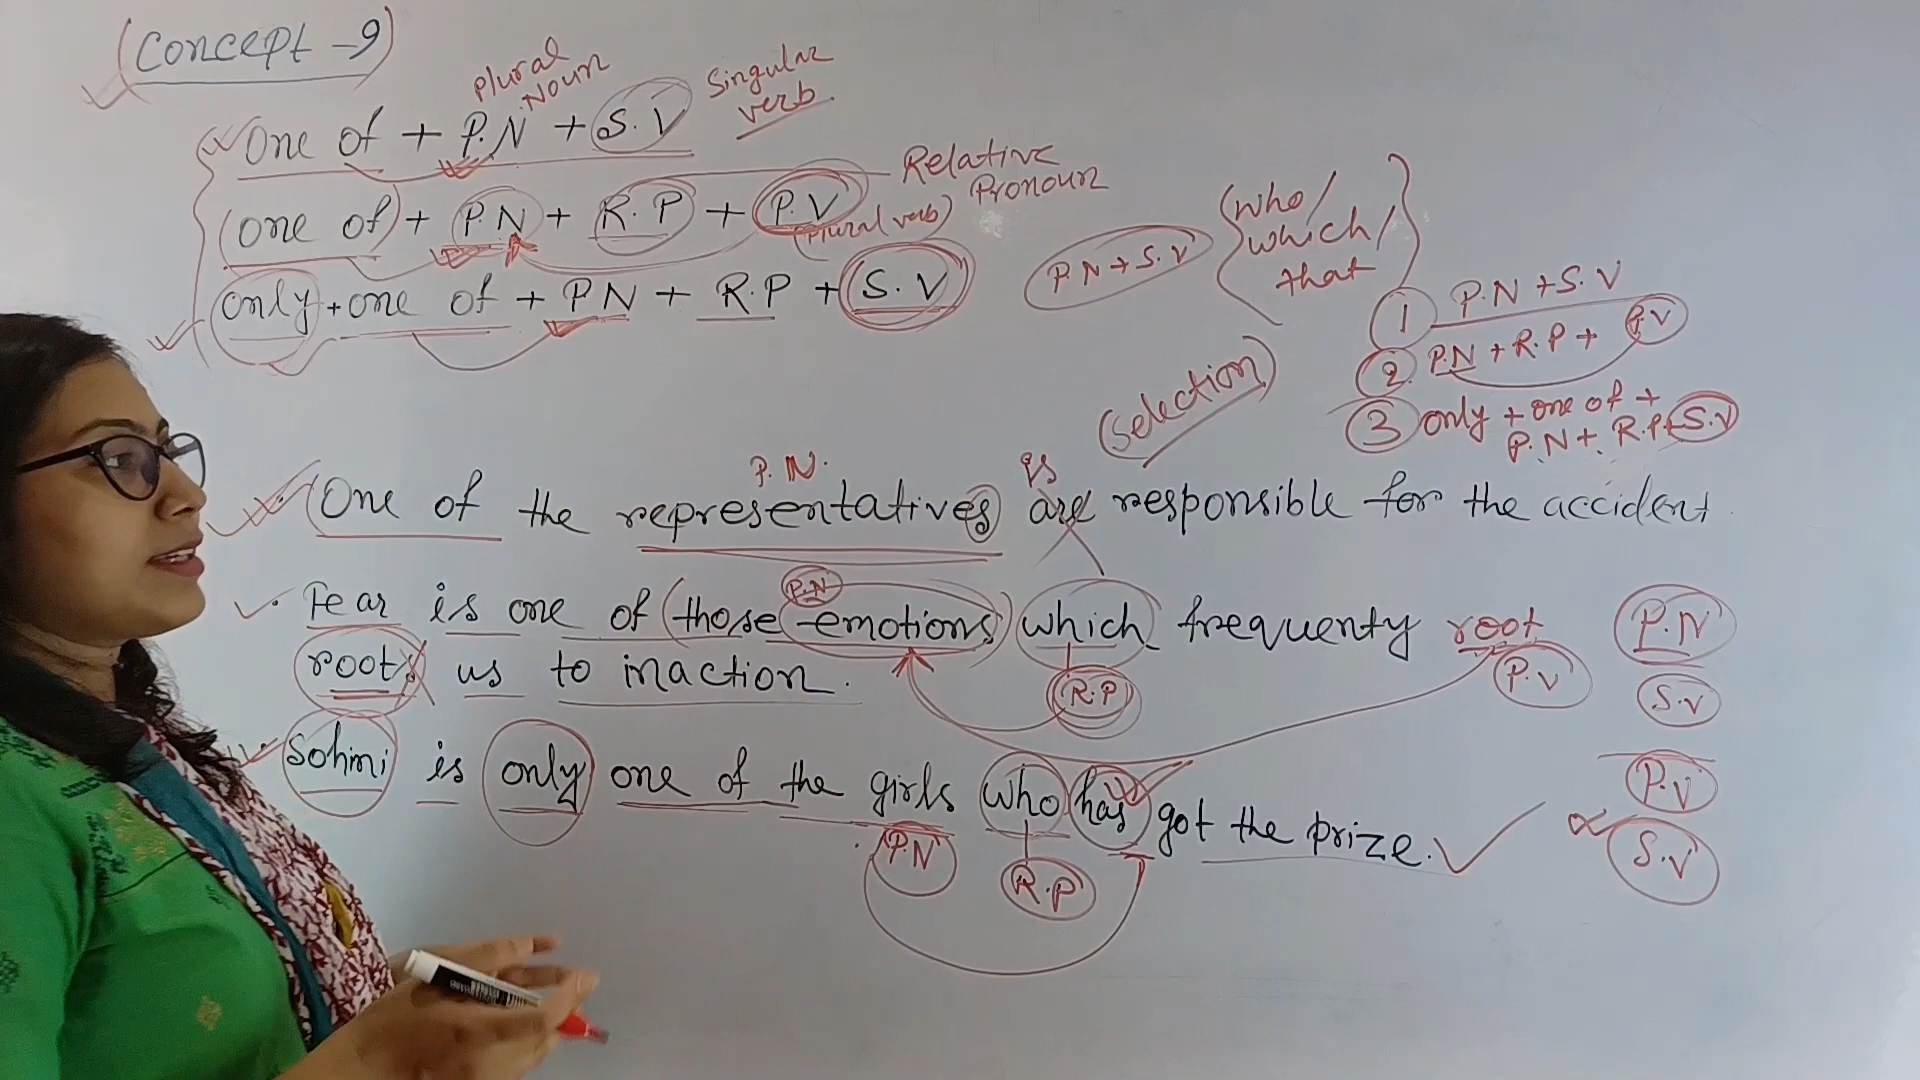 (Concept - 9)
Plural Noun
Singular verb
One of + P.N + S.V
Relative Pronoun
(one of) + P.N + R.P + P.V
(Plural verb)
only + one of + P.N + R.P + S.V
P.N + S.V
(who/
which/
that
1 P.N + S.V
2. P.N + R.P + P.V
3 only + one of +
P.N + R.P + S.V
(Selection)
P.N.
is
One of the representatives are responsible for the accident.
P.N
Fear is one of (those emotions) which frequenty root
roots us to inaction.
R.P
P.V
P.N
S.V
Sohini is only one of the girls who has got the prize.
P.N
R.P
P.V
S.V